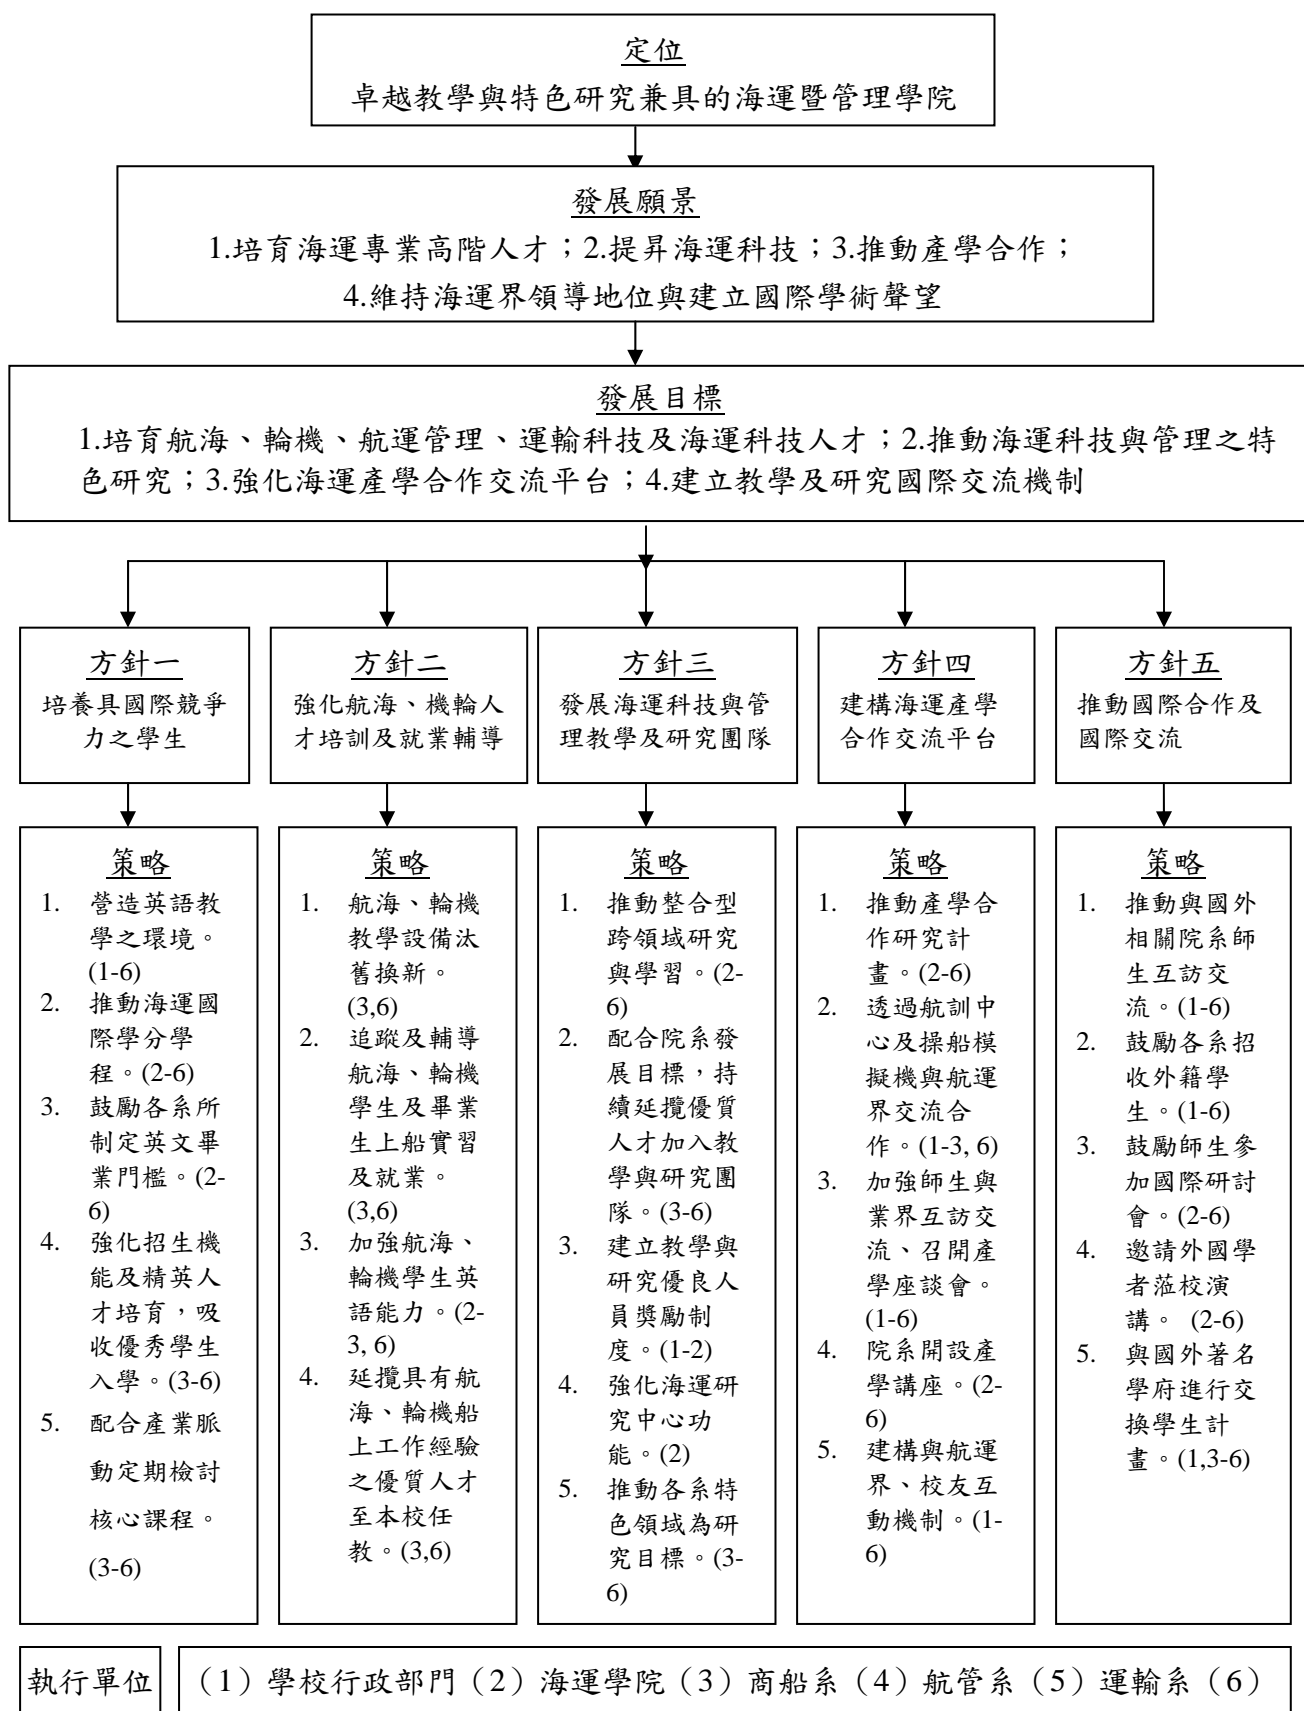 定位
卓越教學與特色研究兼具的海運暨管理學院
發展願景
1.培育海運專業高階人才；2.提昇海運科技；3.推動產學合作；
4.維持海運界領導地位與建立國際學術聲望
發展目標
1.培育航海、輪機、航運管理、運輸科技及海運科技人才；2.推動海運科技與管理之特
色研究；3.強化海運產學合作交流平台；4.建立教學及研究國際交流機制
方針一
培養具國際競爭
力之學生
方針二
強化航海、機輪人
才培訓及就業輔導
方針三
發展海運科技與管
理教學及研究團隊
方針四
建構海運產學
合作交流平台
方針五
推動國際合作及
國際交流
策略
1. 營造英語教
學之環境。
(1-6)
2. 推動海運國
際學分學
程。(2-6)
3. 鼓勵各系所
制定英文畢
業門檻。(2-
6)
4. 強化招生機
能及精英人
才培育，吸
收優秀學生
入學。(3-6)
5. 配合產業脈
動定期檢討
核心課程。
(3-6)
策略
1. 航海、輪機
教學設備汰
舊換新。
(3,6)
2. 追蹤及輔導
航海、輪機
學生及畢業
生上船實習
及就業。
(3,6)
3. 加強航海、
輪機學生英
語能力。(2-
3, 6)
4. 延攬具有航
海、輪機船
上工作經驗
之優質人才
至本校任
教。(3,6)
策略
1. 推動整合型
跨領域研究
與學習。(2-
6)
2. 配合院系發
展目標，持
續延攬優質
人才加入教
學與研究團
隊。(3-6)
3. 建立教學與
研究優良人
員獎勵制
度。(1-2)
4. 強化海運研
究中心功
能。(2)
5. 推動各系特
色領域為研
究目標。(3-
6)
策略
1. 推動產學合
作研究計
畫。(2-6)
2. 透過航訓中
心及操船模
擬機與航運
界交流合
作。(1-3, 6)
3. 加強師生與
業界互訪交
流、召開產
學座談會。
(1-6)
4. 院系開設產
學講座。(2-
6)
5. 建構與航運
界、校友互
動機制。(1-
6)
策略
1. 推動與國外
相關院系師
生互訪交
流。(1-6)
2. 鼓勵各系招
收外籍學
生。(1-6)
3. 鼓勵師生參
加國際研討
會。(2-6)
4. 邀請外國學
者蒞校演
講。 (2-6)
5. 與國外著名
學府進行交
換學生計
畫。(1,3-6)
執行單位
（1）學校行政部門（2）海運學院（3）商船系（4）航管系（5）運輸系（6）